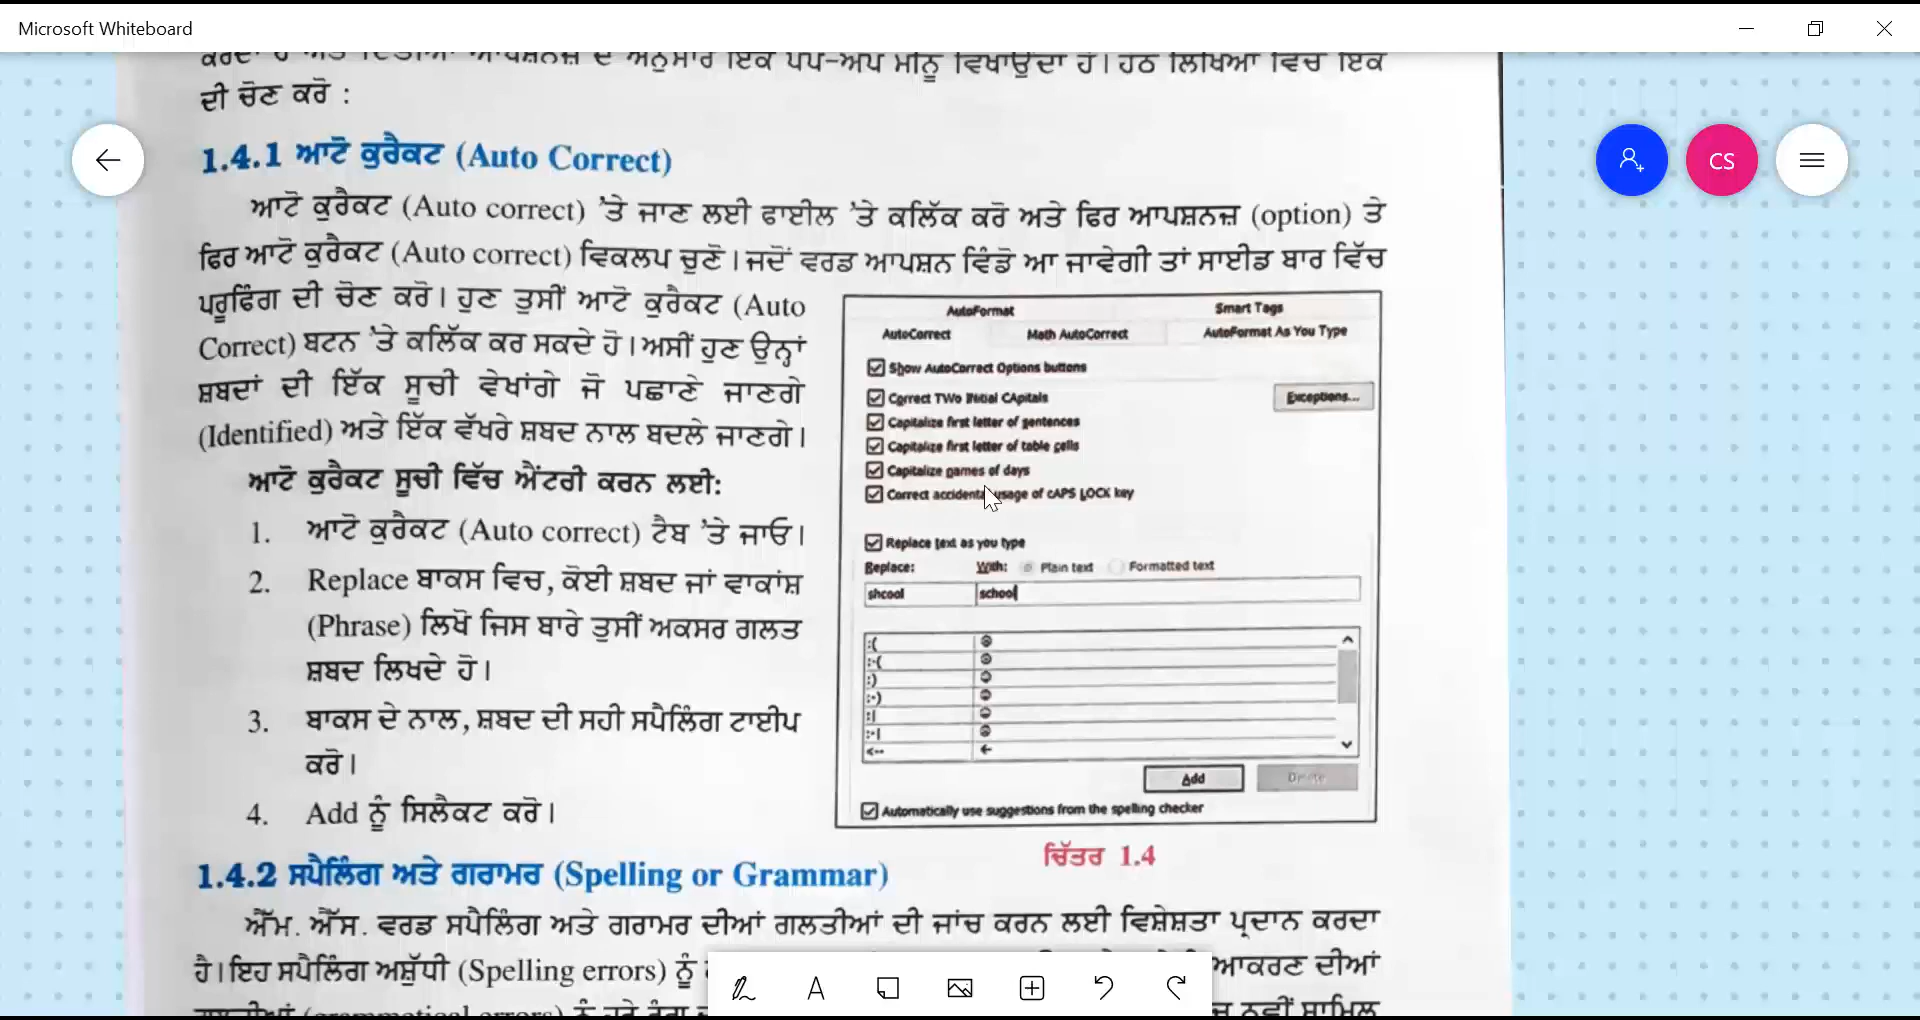 Microsoft Whiteboard
ਦੀ ਚੋਣ ਕਰੋ :
1.4.1 ਆਟੋ ਕੁਰੈਕਟ (Auto Correct)
CS
ਆਟੋ ਕੁਰੈਕਟ (Auto correct) 'ਤੇ ਜਾਣ ਲਈ ਫਾਈਲ 'ਤੇ ਕਲਿੱਕ ਕਰੋ ਅਤੇ ਫਿਰ ਆਪਸ਼ਨਜ਼ (option) ਤੇ
ਫਿਰ ਆਟੋ ਕੁਰੈਕਟ (Auto correct) ਵਿਕਲਪ ਚੁਣੋ। ਜਦੋਂ ਵਰਡ ਆਪਸ਼ਨ ਵਿੰਡੋ ਆ ਜਾਵੇਗੀ ਤਾਂ ਸਾਈਡ ਬਾਰ ਵਿੱਚ
ਪਰੂਫਿੰਗ ਦੀ ਚੋਣ ਕਰੋ। ਹੁਣ ਤੁਸੀਂ ਆਟੋ ਕੁਰੈਕਟ (Auto
Correct) ਬਟਨ 'ਤੇ ਕਲਿੱਕ ਕਰ ਸਕਦੇ ਹੋ। ਅਸੀਂ ਹੁਣ ਉਨ੍ਹਾਂ
ਸ਼ਬਦਾਂ ਦੀ ਇੱਕ ਸੂਚੀ ਵੇਖਾਂਗੇ ਜੋ ਪਛਾਣੇ ਜਾਣਗੇ
(Identified) ਅਤੇ ਇੱਕ ਵੱਖਰੇ ਸ਼ਬਦ ਨਾਲ ਬਦਲੇ ਜਾਣਗੇ।
ਆਟੋ ਕੁਰੈਕਟ ਸੂਚੀ ਵਿੱਚ ਐਂਟਰੀ ਕਰਨ ਲਈ:
1. ਆਟੋ ਕੁਰੈਕਟ (Auto correct) ਟੈਬ 'ਤੇ ਜਾਓ।
2. Replace ਬਾਕਸ ਵਿਚ, ਕੋਈ ਸ਼ਬਦ ਜਾਂ ਵਾਕਾਂਸ਼
(Phrase) ਲਿਖੋ ਜਿਸ ਬਾਰੇ ਤੁਸੀਂ ਅਕਸਰ ਗਲਤ
ਸ਼ਬਦ ਲਿਖਦੇ ਹੋ।
3. ਬਾਕਸ ਦੇ ਨਾਲ, ਸ਼ਬਦ ਦੀ ਸਹੀ ਸਪੈਲਿੰਗ ਟਾਈਪ
ਕਰੋ।
4. Add ਨੂੰ ਸਿਲੈਕਟ ਕਰੋ।
AutoFormat Smart Tags
AutoCorrect Math AutoCorrect AutoFormat As You Type
Show AutoCorrect Options buttons
Correct TWo INitial CApitals Exceptions...
Capitalize first letter of sentences
Capitalize first letter of table cells
Capitalize names of days
Correct accidental usage of cAPS LOCK key
Replace text as you type
Replace: With: Plain text Formatted text
shcool school
:(
:-(
:)
:-)
:|
:-|
<-- ←
Add Delete
Automatically use suggestions from the spelling checker
ਚਿੱਤਰ 1.4
1.4.2 ਸਪੈਲਿੰਗ ਅਤੇ ਗਰਾਮਰ (Spelling or Grammar)
ਐੱਮ. ਐੱਸ. ਵਰਡ ਸਪੈਲਿੰਗ ਅਤੇ ਗਰਾਮਰ ਦੀਆਂ ਗਲਤੀਆਂ ਦੀ ਜਾਂਚ ਕਰਨ ਲਈ ਵਿਸ਼ੇਸ਼ਤਾ ਪ੍ਰਦਾਨ ਕਰਦਾ
ਹੈ। ਇਹ ਸਪੈਲਿੰਗ ਅਸ਼ੁੱਧੀ (Spelling errors) ਨੂੰ ਦੀਆਂ